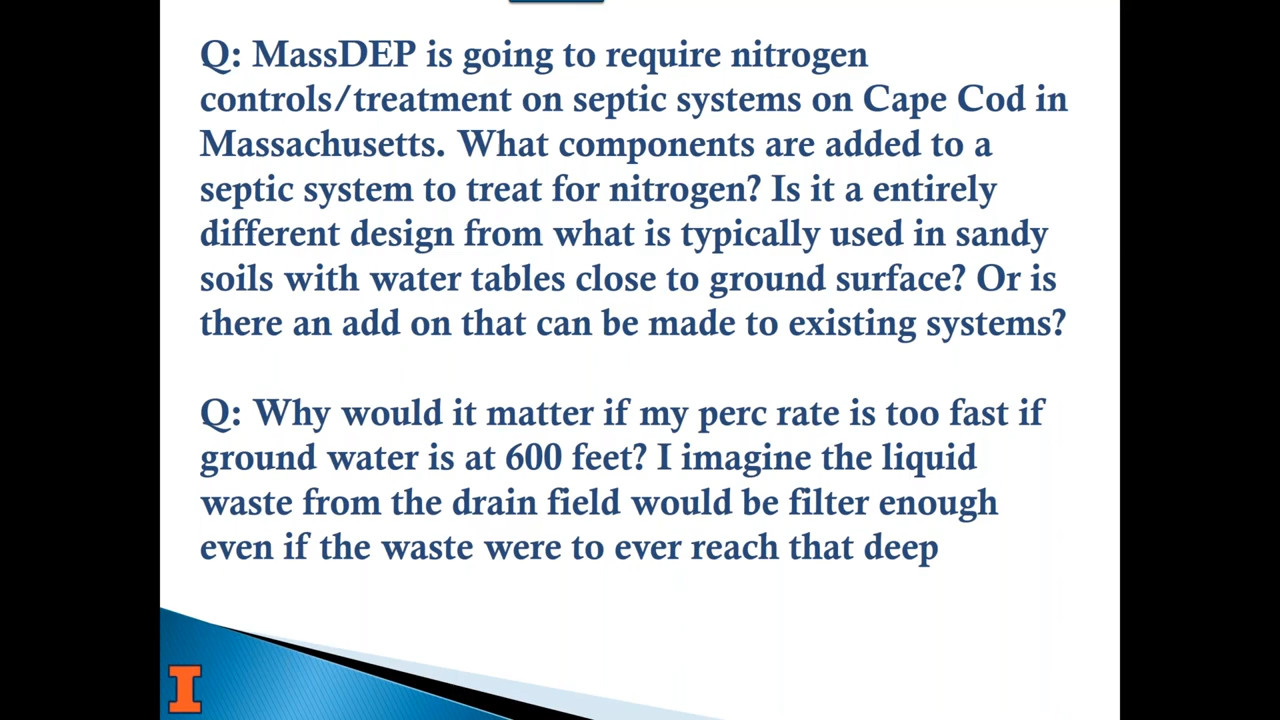 Q: MassDEP is going to require nitrogen
controls/treatment on septic systems on Cape Cod in
Massachusetts. What components are added to a
septic system to treat for nitrogen? Is it a entirely
different design from what is typically used in sandy
soils with water tables close to ground surface? Or is
there an add on that can be made to existing systems?
Q: Why would it matter if my perc rate is too fast if
ground water is at 600 feet? I imagine the liquid
waste from the drain field would be filter enough
even if the waste were to ever reach that deep
I